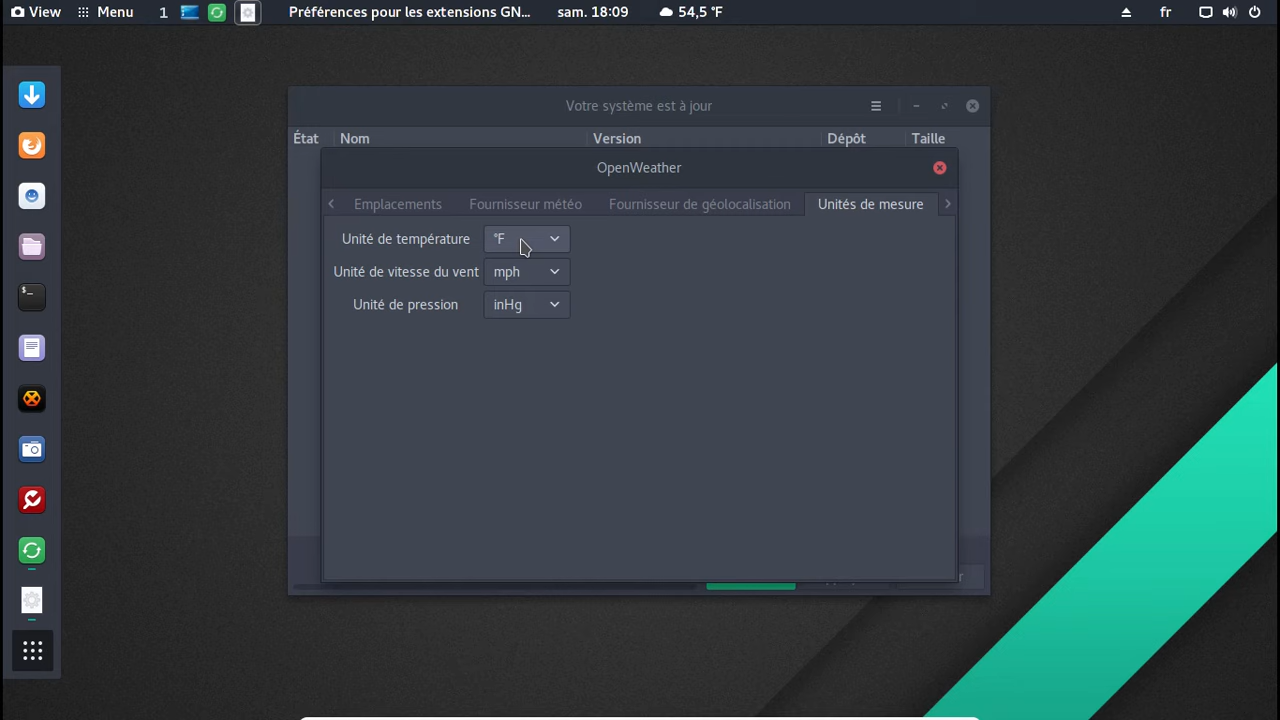 View Menu 1 Préférences pour les extensions GN... sam. 18:09 54,5 °F fr
Votre système est à jour
État Nom Version Dépôt Taille
OpenWeather
Emplacements Fournisseur météo Fournisseur de géolocalisation Unités de mesure
Unité de température °F
Unité de vitesse du vent mph
Unité de pression inHg